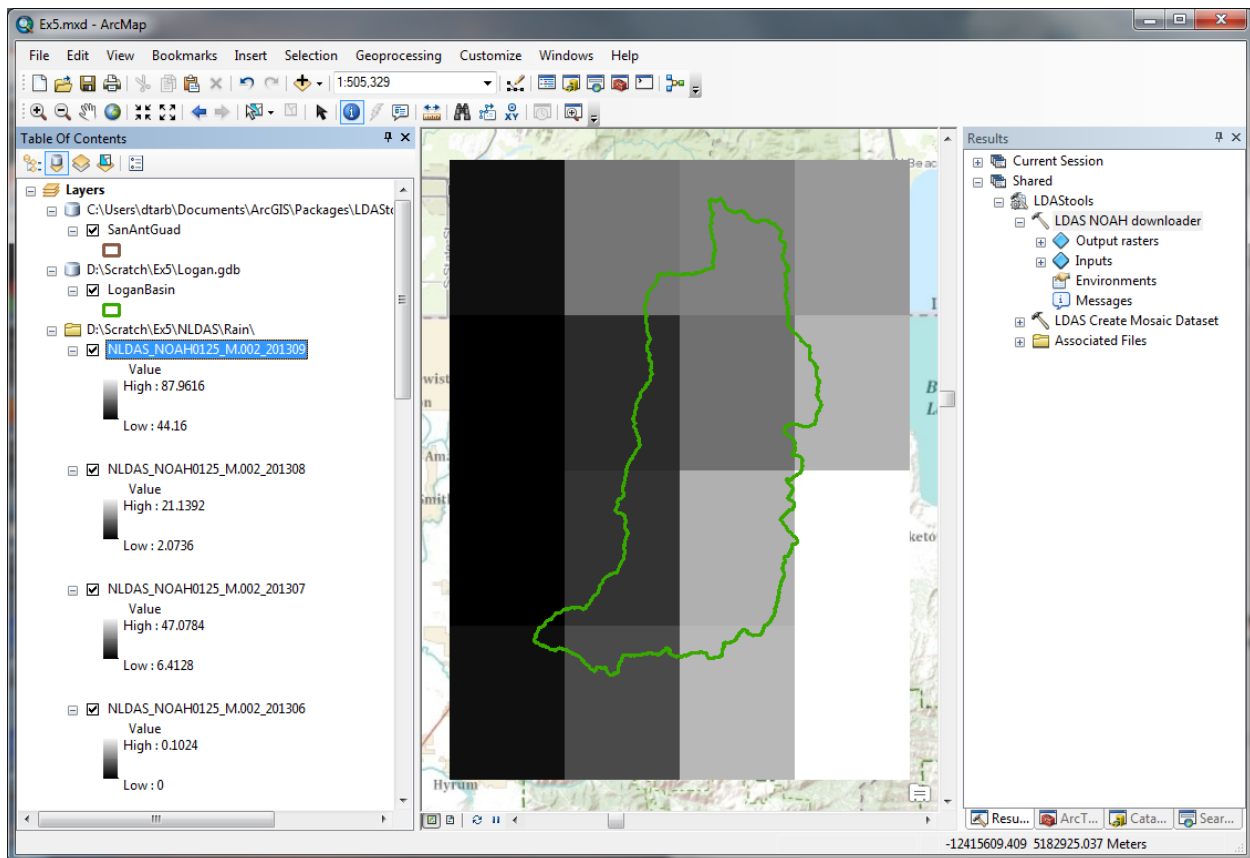 Ex5.mxd - ArcMap
File Edit View Bookmarks Insert Selection Geoprocessing Customize Windows Help
1:505,329
Table Of Contents
Layers
C:\Users\dtarb\Documents\ArcGIS\Packages\LDASto
SanAntGuad
D:\Scratch\Ex5\Logan.gdb
LoganBasin
D:\Scratch\Ex5\NLDAS\Rain\
NLDAS_NOAH0125_M.002_201309
Value
High : 87.9616
Low : 44.16
NLDAS_NOAH0125_M.002_201308
Value
High : 21.1392
Low : 2.0736
NLDAS_NOAH0125_M.002_201307
Value
High : 47.0784
Low : 6.4128
NLDAS_NOAH0125_M.002_201306
Value
High : 0.1024
Low : 0
Hyrum
Results
Current Session
Shared
LDAStools
LDAS NOAH downloader
Output rasters
Inputs
Environments
Messages
LDAS Create Mosaic Dataset
Associated Files
Resu... ArcT... Cata... Sear...
-12415609.409 5182925.037 Meters